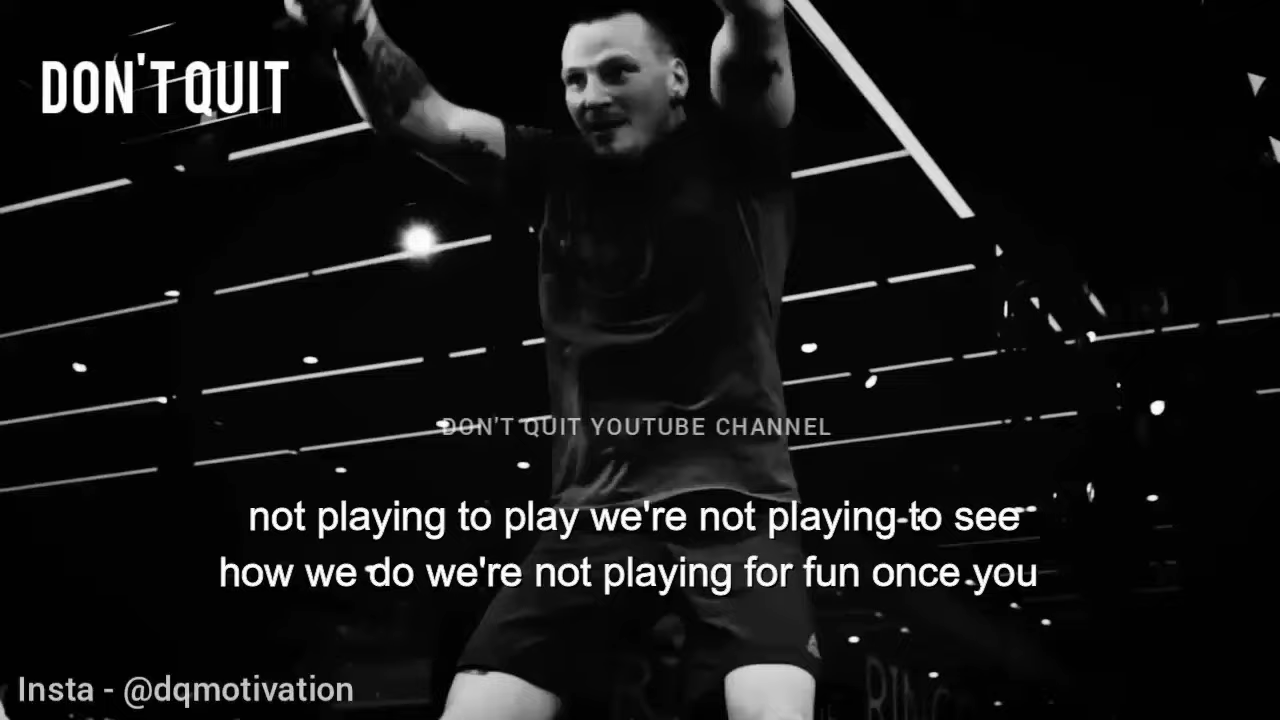 DON'T QUIT
DON'T QUIT YOUTUBE CHANNEL
not playing to play we're not playing to see
how we do we're not playing for fun once you
Insta - @dqmotivation